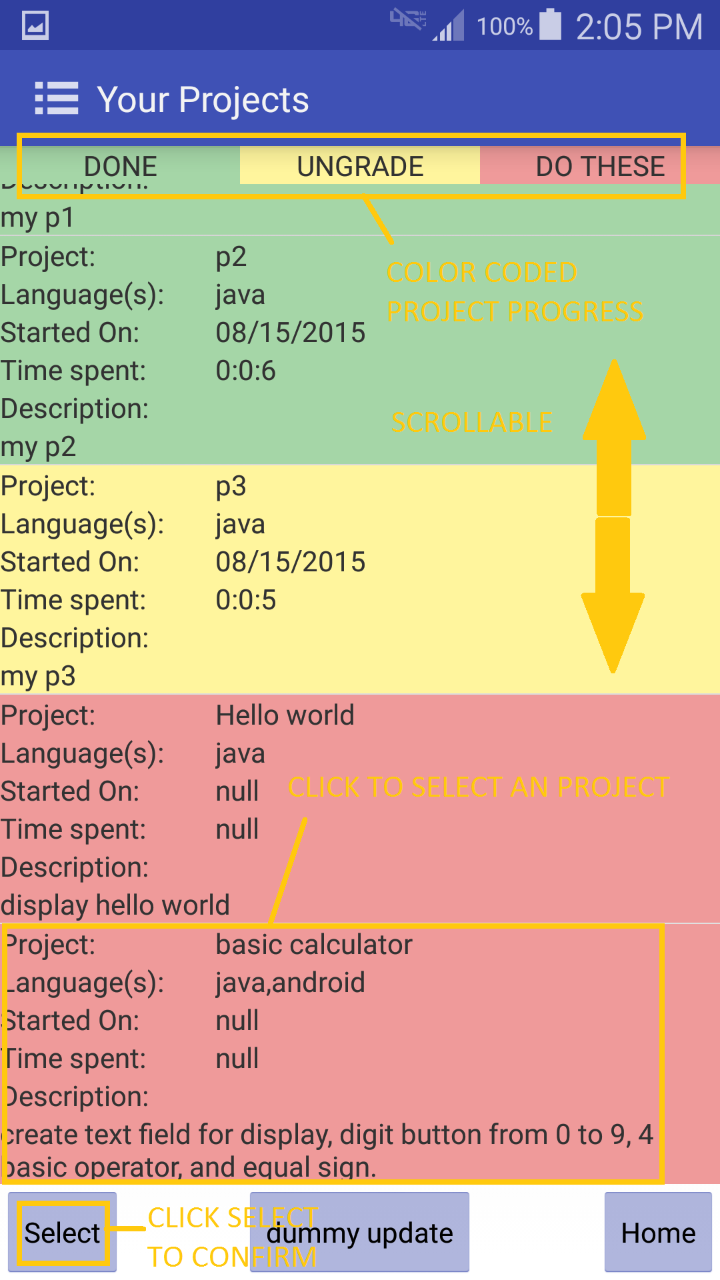 100% 2:05 PM
Your Projects
DONE UNGRADE DO THESE
Description:
my p1
Project: p2
Language(s): java
COLOR CODED
PROJECT PROGRESS
Started On: 08/15/2015
Time spent: 0:0:6
Description:
SCROLLABLE
my p2
Project: p3
Language(s): java
Started On: 08/15/2015
Time spent: 0:0:5
Description:
my p3
Project: Hello world
Language(s): java
Started On: null
CLICK TO SELECT AN PROJECT
Time spent: null
Description:
display hello world
Project: basic calculator
Language(s): java,android
Started On: null
Time spent: null
Description:
create text field for display, digit button from 0 to 9, 4
basic operator, and equal sign.
Select
CLICK SELECT
TO CONFIRM
dummy update
Home